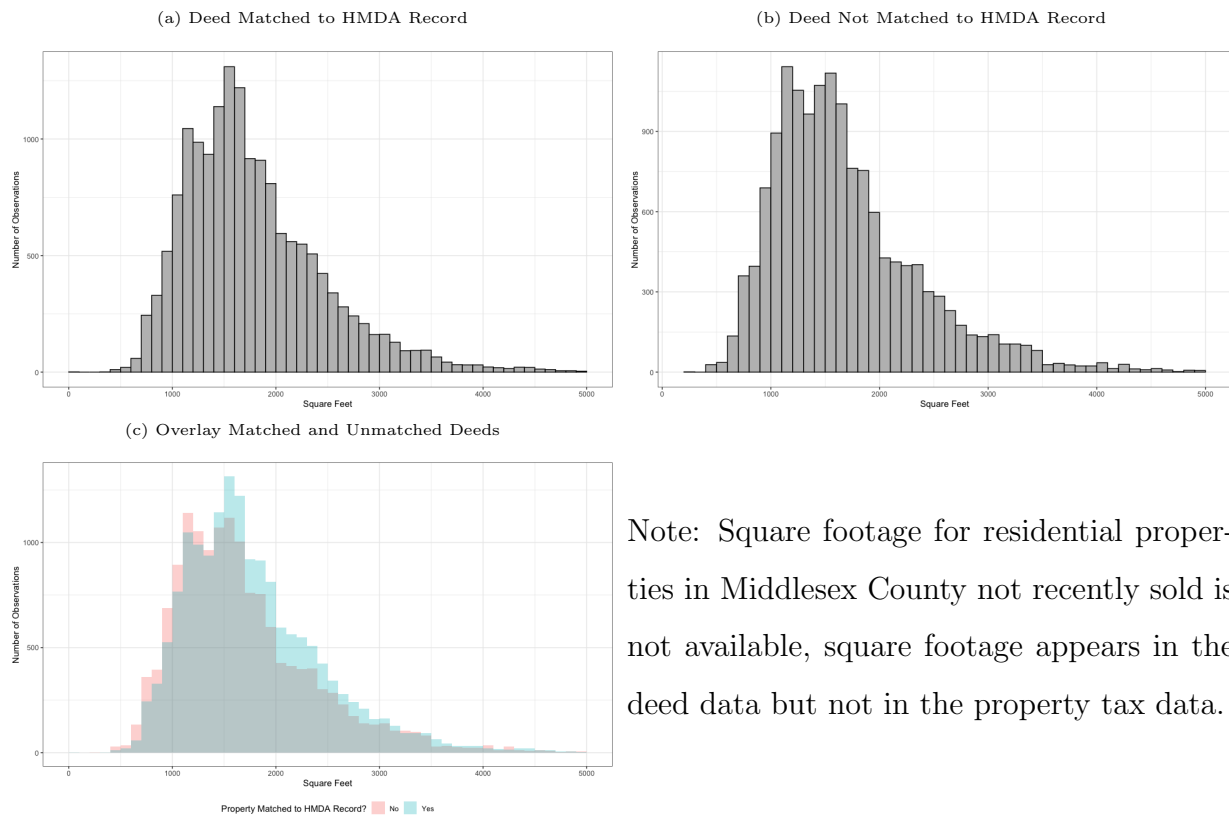 (a) Deed Matched to HMDA Record
Number of Observations
1000
500
0
0 1000 2000 3000 4000 5000
Square Feet
(b) Deed Not Matched to HMDA Record
Number of Observations
900
600
300
0
0 1000 2000 3000 4000 5000
Square Feet
(c) Overlay Matched and Unmatched Deeds
Number of Observations
1000
500
0
0 1000 2000 3000 4000 5000
Square Feet
Property Matched to HMDA Record? No Yes
Note: Square footage for residential proper-
ties in Middlesex County not recently sold is
not available, square footage appears in the
deed data but not in the property tax data.